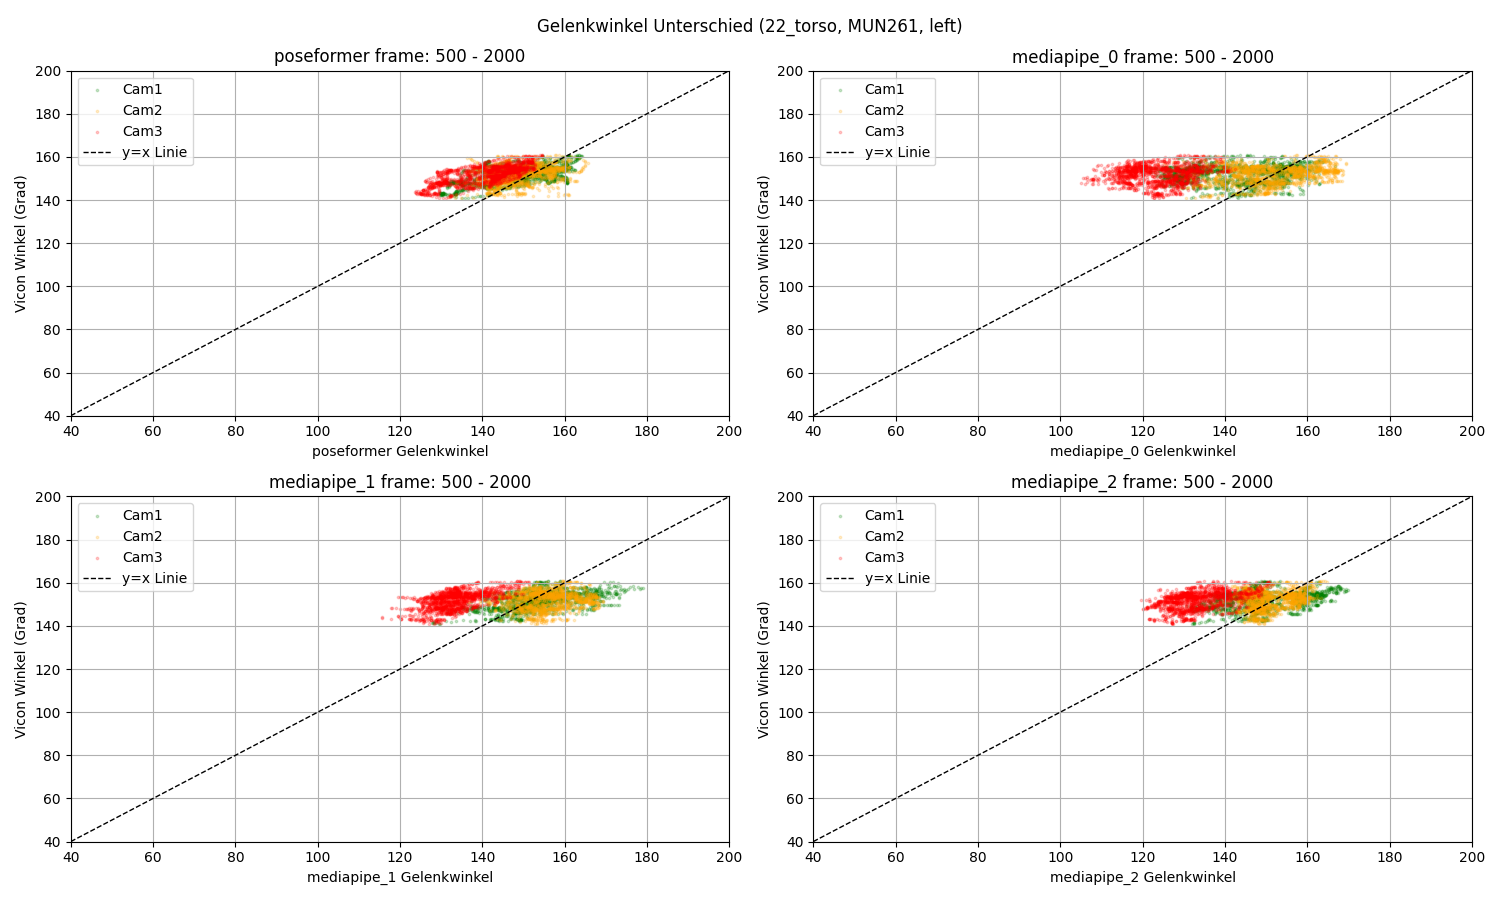 Gelenkwinkel Unterschied (22_torso, MUN261, left)
poseformer frame: 500 - 2000
200
180
160
140
120
100
80
60
40
Vicon Winkel (Grad)
Cam1
Cam2
Cam3
y=x Linie
40 60 80 100 120 140 160 180 200
poseformer Gelenkwinkel
mediapipe_0 frame: 500 - 2000
200
180
160
140
120
100
80
60
40
Vicon Winkel (Grad)
Cam1
Cam2
Cam3
y=x Linie
40 60 80 100 120 140 160 180 200
mediapipe_0 Gelenkwinkel
mediapipe_1 frame: 500 - 2000
200
180
160
140
120
100
80
60
40
Vicon Winkel (Grad)
Cam1
Cam2
Cam3
y=x Linie
40 60 80 100 120 140 160 180 200
mediapipe_1 Gelenkwinkel
mediapipe_2 frame: 500 - 2000
200
180
160
140
120
100
80
60
40
Vicon Winkel (Grad)
Cam1
Cam2
Cam3
y=x Linie
40 60 80 100 120 140 160 180 200
mediapipe_2 Gelenkwinkel